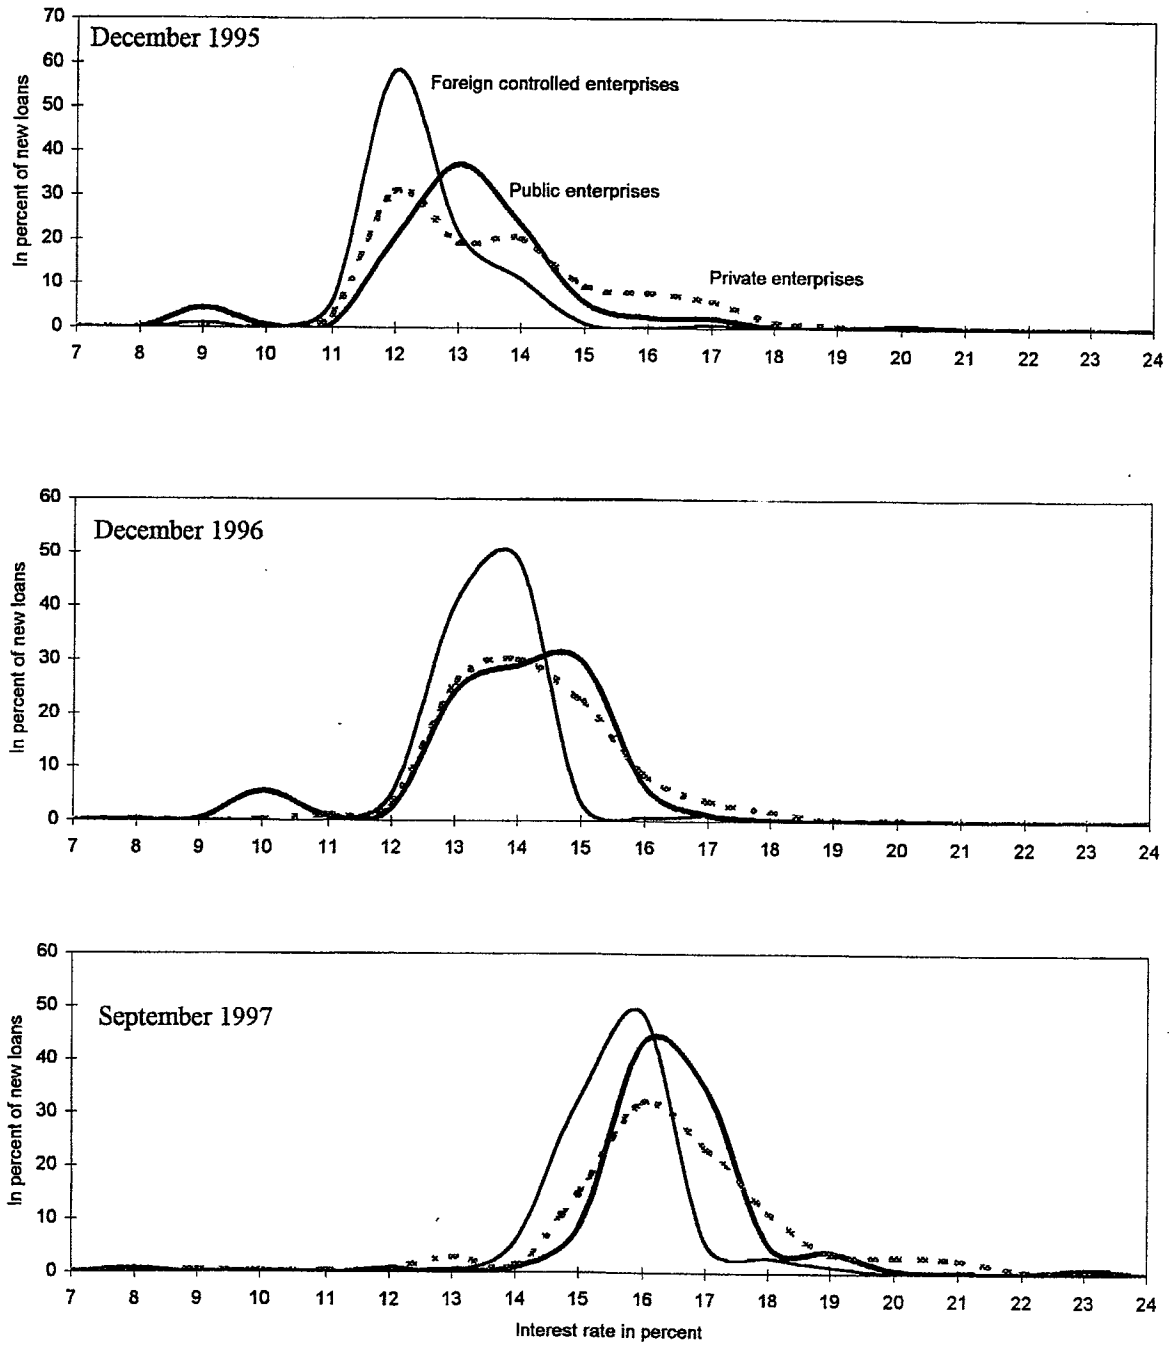 70
December 1995
60
Foreign controlled enterprises
50
40
30
Public enterprises
20
10
Private enterprises
0
In percent of new loans
7 8 9 10 11 12 13 14 15 16 17 18 19 20 21 22 23 24
60
December 1996
50
40
30
20
10
0
In percent of new loans
7 8 9 10 11 12 13 14 15 16 17 18 19 20 21 22 23 24
60
50
September 1997
40
30
20
10
0
In percent of new loans
7 8 9 10 11 12 13 14 15 16 17 18 19 20 21 22 23 24
Interest rate in percent